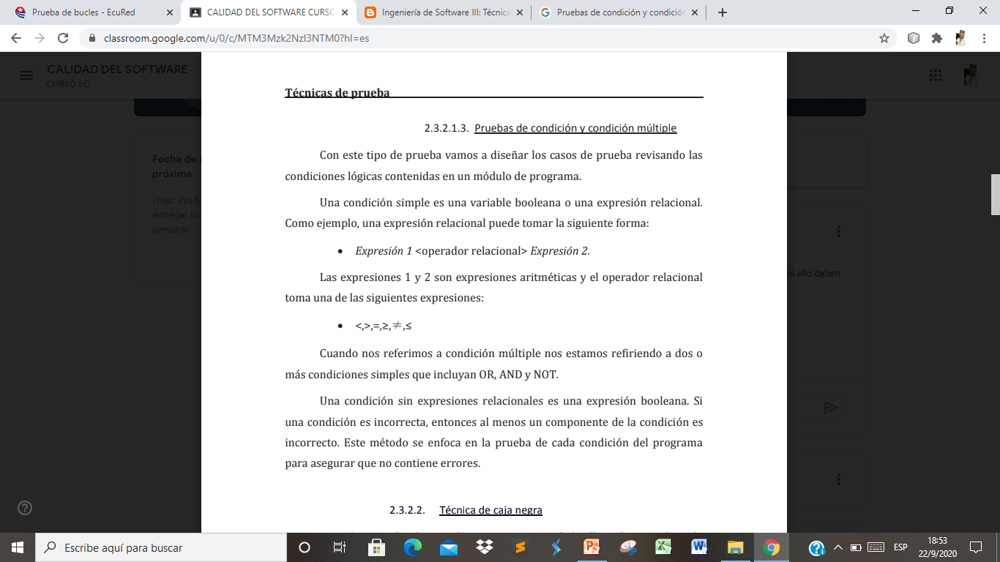 Prueba de bucles - EcuRed
CALIDAD DEL SOFTWARE CURSO
Ingeniería de Software III: Técnica
Pruebas de condición y condición
classroom.google.com/u/0/c/MTM3Mzk2NzI3NTM0?hl=es
CALIDAD DEL SOFTWARE
CURSO 5C
Fecha de
próxima
¡Yuju! ¡No
entregar
semana!
ra ello deben
Técnicas de prueba
2.3.2.1.3. Pruebas de condición y condición múltiple
Con este tipo de prueba vamos a diseñar los casos de prueba revisando las
condiciones lógicas contenidas en un módulo de programa.
Una condición simple es una variable booleana o una expresión relacional.
Como ejemplo, una expresión relacional puede tomar la siguiente forma:
• Expresión 1 <operador relacional> Expresión 2.
Las expresiones 1 y 2 son expresiones aritméticas y el operador relacional
toma una de las siguientes expresiones:
• <,>,=,≥,≠,≤
Cuando nos referimos a condición múltiple nos estamos refiriendo a dos o
más condiciones simples que incluyan OR, AND y NOT.
Una condición sin expresiones relacionales es una expresión booleana. Si
una condición es incorrecta, entonces al menos un componente de la condición es
incorrecto. Este método se enfoca en la prueba de cada condición del programa
para asegurar que no contiene errores.
2.3.2.2. Técnica de caja negra
Escribe aquí para buscar
ESP
18:53
22/9/2020